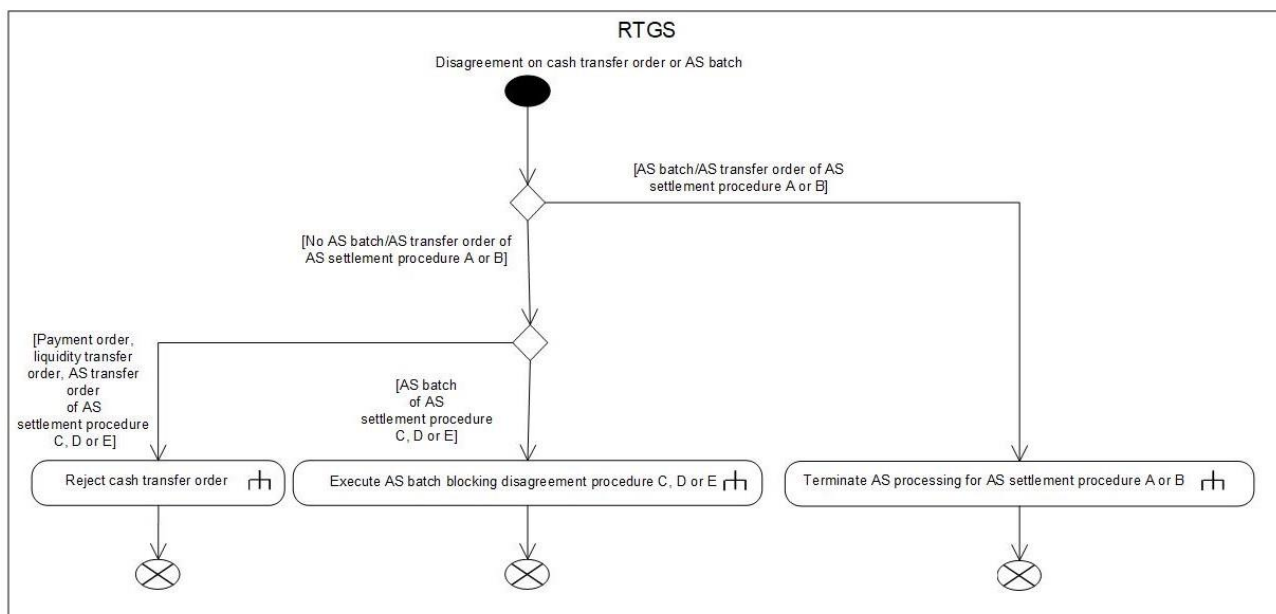 RTGS
Disagreement on cash transfer order or AS batch
[AS batch/AS transfer order of AS
settlement procedure A or B]
[No AS batch/AS transfer order of
AS settlement procedure A or B]
[Payment order,
liquidity transfer
order, AS transfer
order
of AS
settlement procedure
C, D or E]
[AS batch
of AS
settlement procedure
C, D or E]
Reject cash transfer order
Execute AS batch blocking disagreement procedure C, D or E
Terminate AS processing for AS settlement procedure A or B